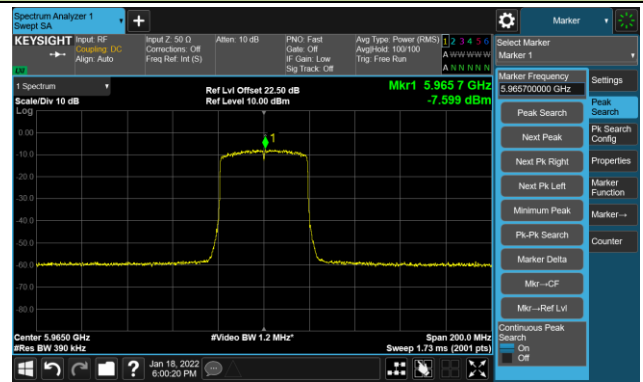 Spectrum Analyzer 1
Swept SA
Marker
KEYSIGHT
Input: RF
Coupling: DC
Align: Auto
Input Z: 50 Ω
Corrections: Off
Freq Ref: Int (S)
Atten: 10 dB
PNO: Fast
Gate: Off
IF Gain: Low
Sig Track: Off
Avg Type: Power (RMS)
Avg|Hold: 100/100
Trig: Free Run
1 2 3 4 5 6
A W W W W W
A N N N N N
Select Marker
Marker 1
LW
1 Spectrum
Scale/Div 10 dB
Log
Ref Lvl Offset 22.50 dB
Ref Level 10.00 dBm
Mkr1 5.965 7 GHz
-7.599 dBm
1
0.00
-10.0
-20.0
-30.0
-40.0
-50.0
-60.0
-70.0
-80.0
Center 5.9650 GHz
#Res BW 390 kHz
#Video BW 1.2 MHz*
Span 200.0 MHz
Sweep 1.73 ms (2001 pts)
Marker Frequency
5.965700000 GHz
Peak Search
Next Peak
Next Pk Right
Next Pk Left
Minimum Peak
Pk-Pk Search
Marker Delta
Mkr→CF
Mkr→Ref Lvl
Continuous Peak
Search
On
Off
Settings
Peak
Search
Pk Search
Config
Properties
Marker
Function
Marker→
Counter
?
Jan 18, 2022
6:00:20 PM